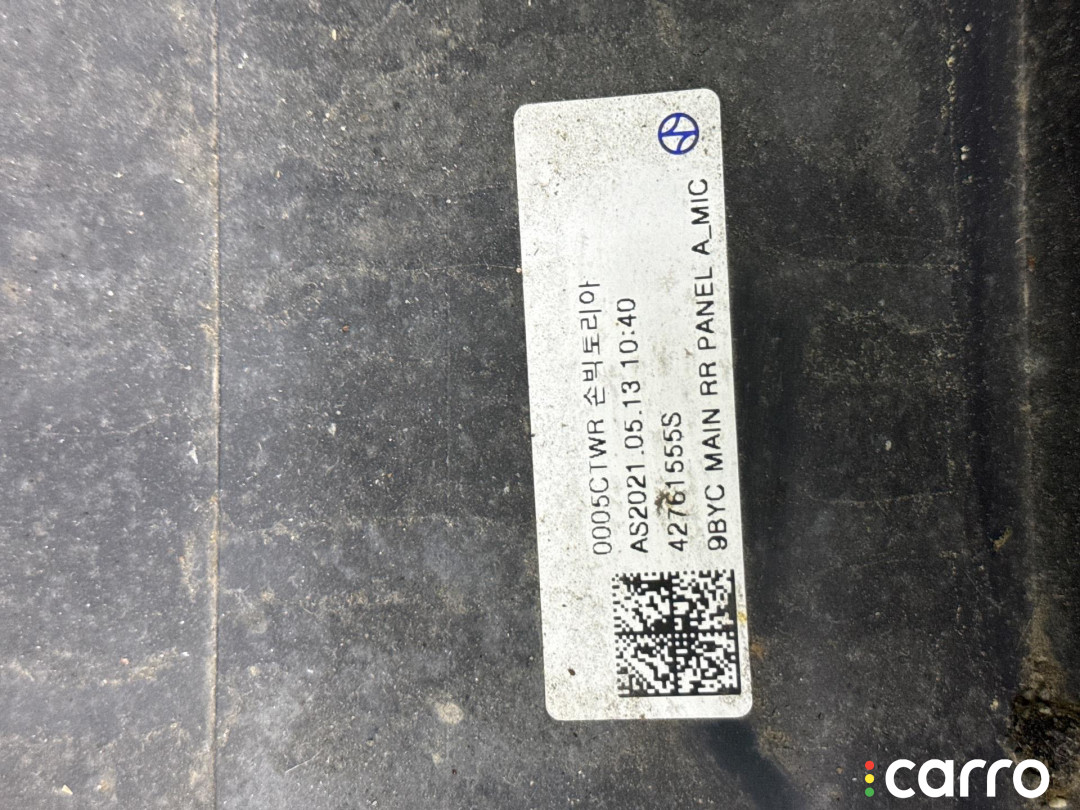 0005CTWR 손빅토리아
AS2021.05.13 10:40
42761555S
9BYC MAIN RR PANEL A_MIC
carro